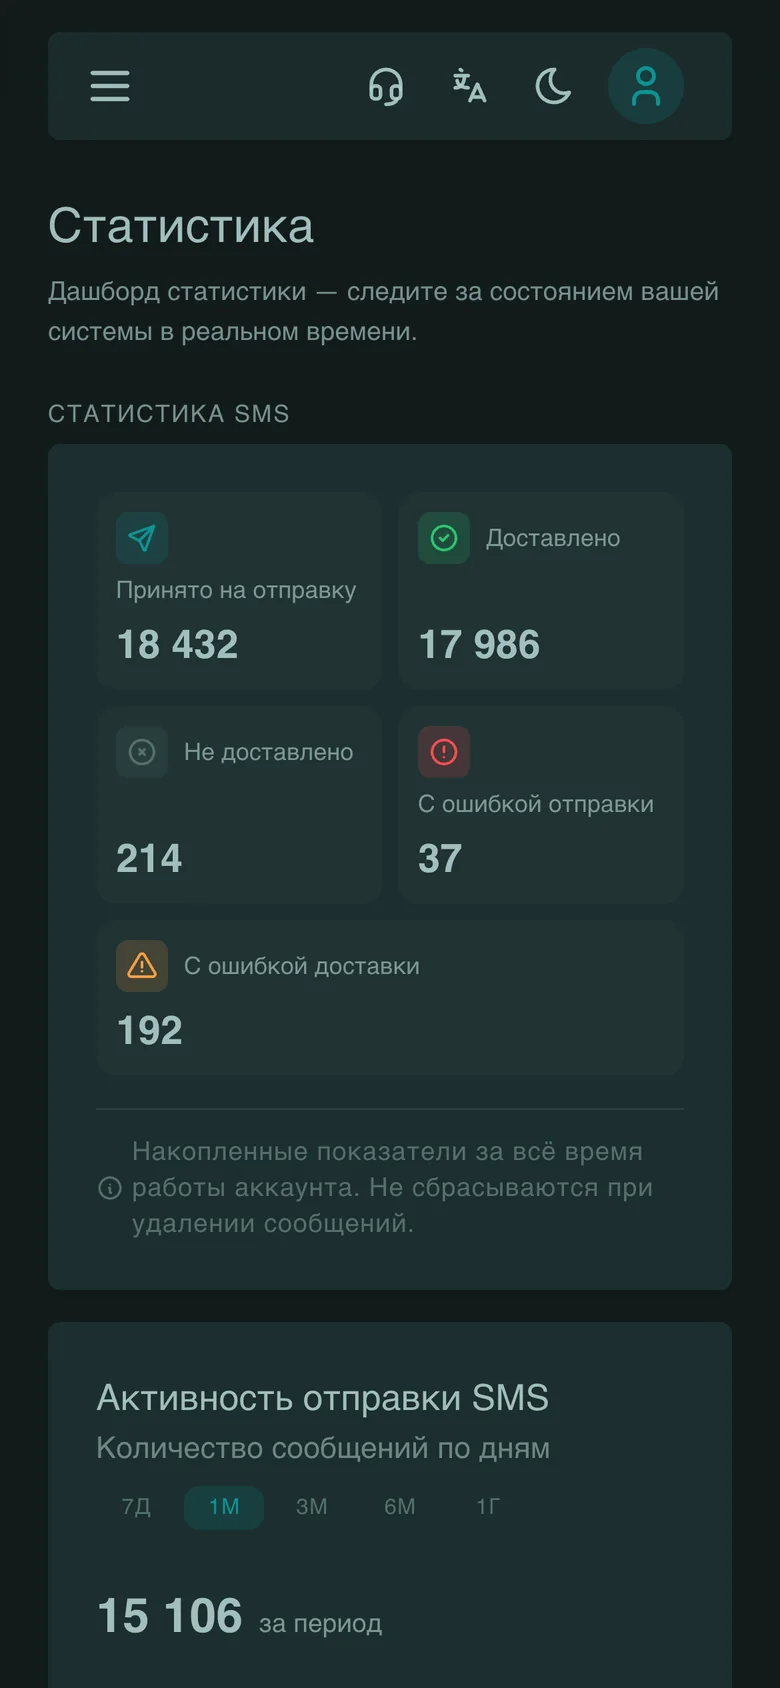 Статистика
Дашборд статистики — следите за состоянием вашей
системы в реальном времени.
СТАТИСТИКА SMS
Принято на отправку
18 432
Доставлено
17 986
Не доставлено
214
С ошибкой отправки
37
С ошибкой доставки
192
Накопленные показатели за всё время
работы аккаунта. Не сбрасываются при
удалении сообщений.
Активность отправки SMS
Количество сообщений по дням
7Д 1М 3М 6М 1Г
15 106 за период